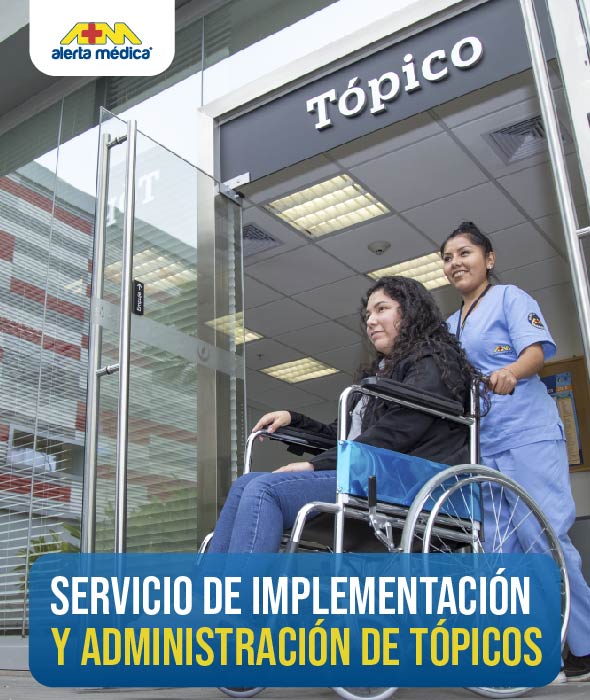 alerta médica
Tópico
SERVICIO DE IMPLEMENTACIÓN
Y ADMINISTRACIÓN DE TÓPICOS